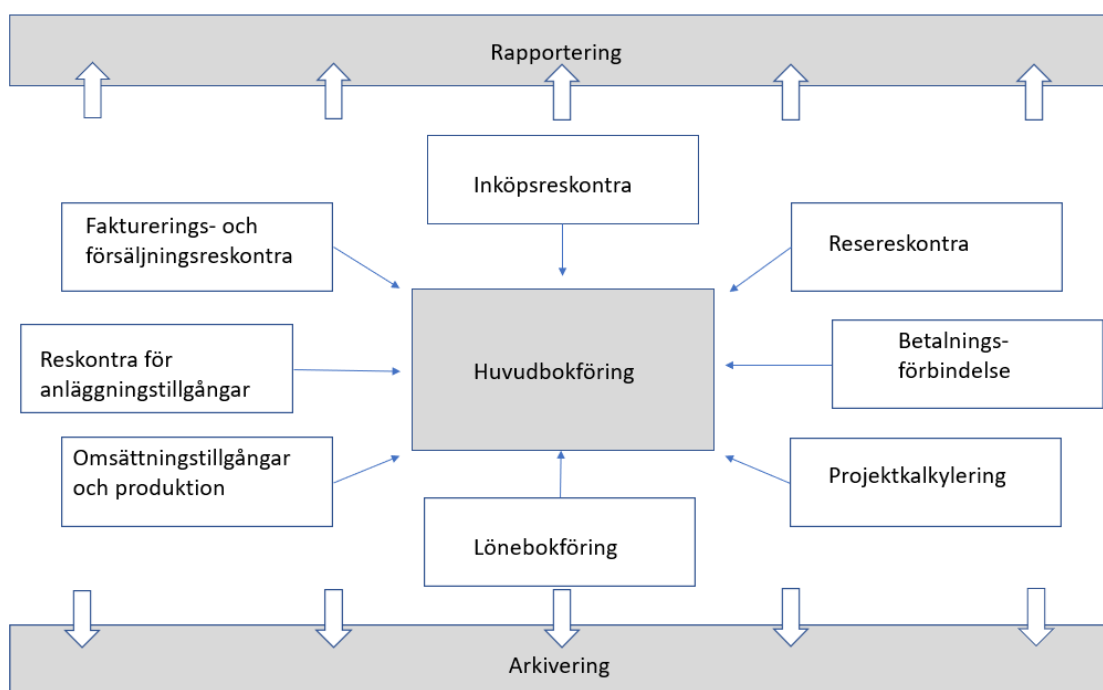 Rapportering
Inköpsreskontra
Fakturerings- och
försäljningsreskontra
Resereskontra
Reskontra för
anläggningstillgångar
Huvudbokföring
Betalnings-
förbindelse
Omsättningstillgångar
och produktion
Projektkalkylering
Lönebokföring
Arkivering